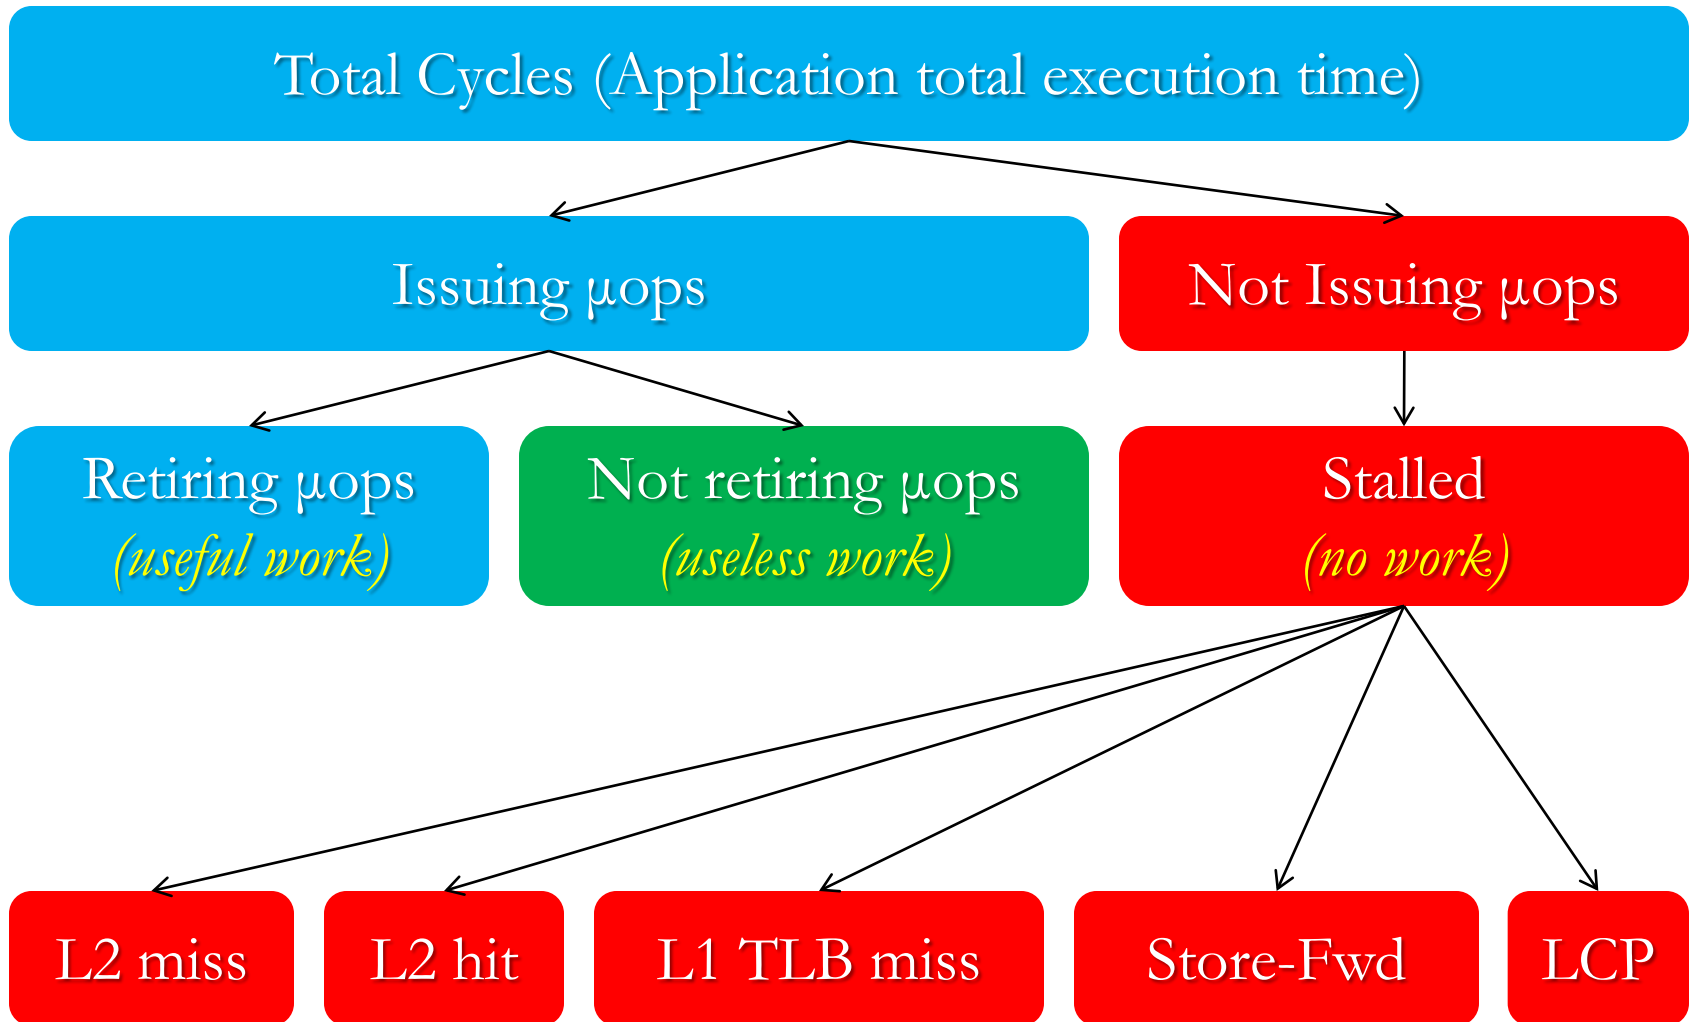 Total Cycles (Application total execution time)
Issuing μops
Not Issuing μops
Retiring μops
(useful work)
Not retiring μops
(useless work)
Stalled
(no work)
L2 miss
L2 hit
L1 TLB miss
Store-Fwd
LCP